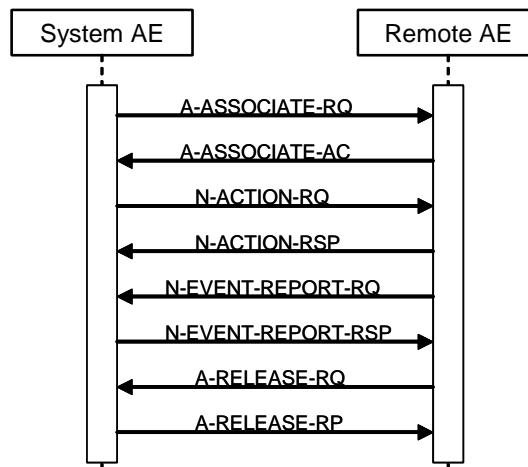 System AE
Remote AE
A-ASSOCIATE-RQ
A-ASSOCIATE-AC
N-ACTION-RQ
N-ACTION-RSP
N-EVENT-REPORT-RQ
N-EVENT-REPORT-RSP
A-RELEASE-RQ
A-RELEASE-RP